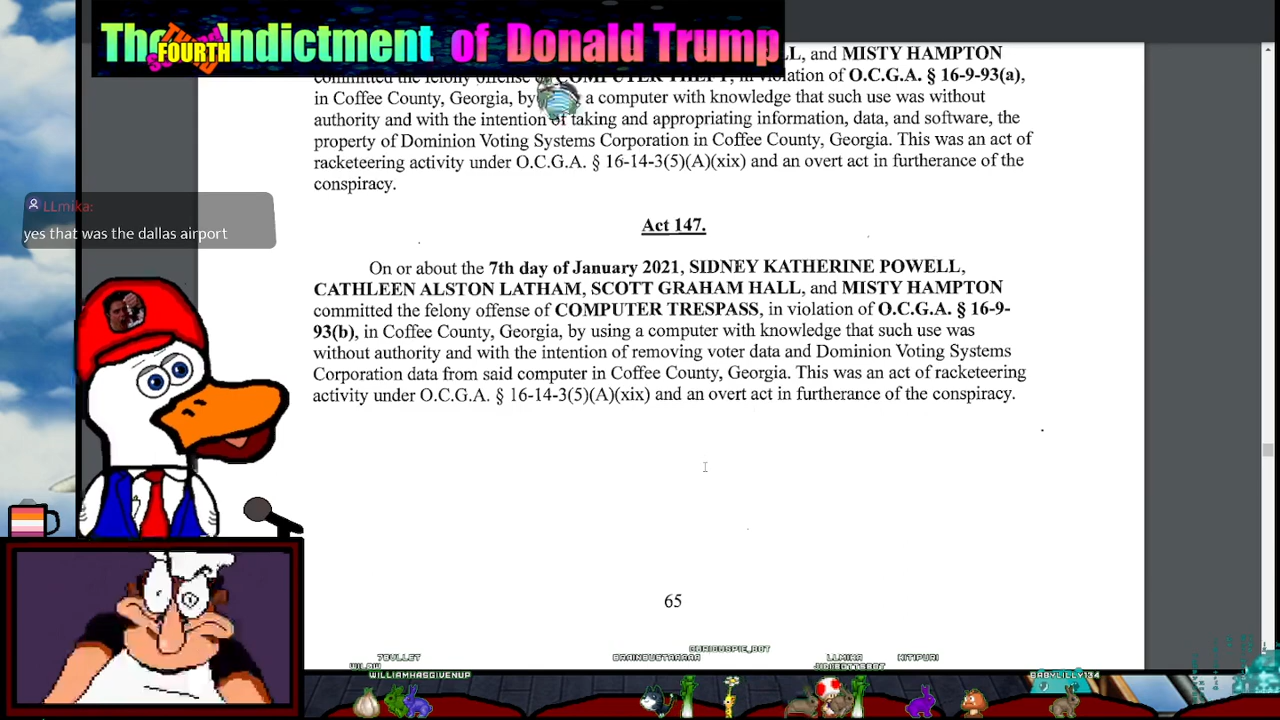 The THIRD FOURTH Indictment of Donald Trump
LL, and MISTY HAMPTON
committed the felony offense of COMPUTER THEFT, in violation of O.C.G.A. § 16-9-93(a),
in Coffee County, Georgia, by a computer with knowledge that such use was without
authority and with the intention of taking and appropriating information, data, and software, the
property of Dominion Voting Systems Corporation in Coffee County, Georgia. This was an act of
racketeering activity under O.C.G.A. § 16-14-3(5)(A)(xix) and an overt act in furtherance of the
conspiracy.
LLmika:
yes that was the dallas airport
Act 147.
On or about the 7th day of January 2021, SIDNEY KATHERINE POWELL,
CATHLEEN ALSTON LATHAM, SCOTT GRAHAM HALL, and MISTY HAMPTON
committed the felony offense of COMPUTER TRESPASS, in violation of O.C.G.A. § 16-9-
93(b), in Coffee County, Georgia, by using a computer with knowledge that such use was
without authority and with the intention of removing voter data and Dominion Voting Systems
Corporation data from said computer in Coffee County, Georgia. This was an act of racketeering
activity under O.C.G.A. § 16-14-3(5)(A)(xix) and an overt act in furtherance of the conspiracy.
65
CURIOUSPIE_BOT
7BULLET
BRAINBUSTAAAAA
LLMIKA
KITIPURI
WILLIAMHASGIVENUP
BABYLILLY134